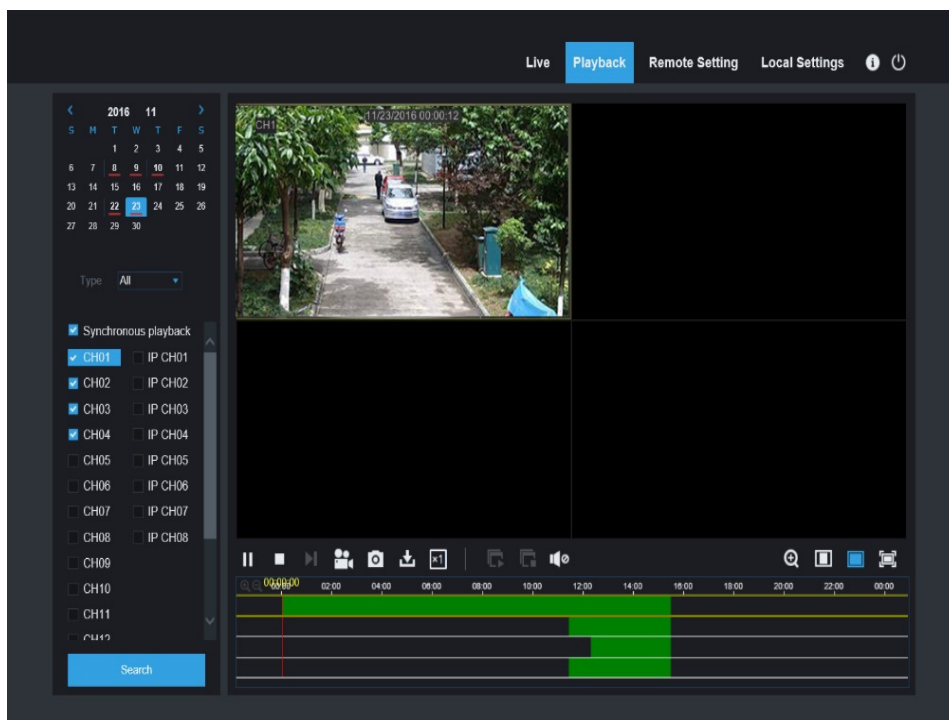 Live Playback Remote Setting Local Settings
2016 11
S M T W T F S
1 2 3 4 5
6 7 8 9 10 11 12
13 14 15 16 17 18 19
20 21 22 23 24 25 26
27 28 29 30
Type All
Synchronous playback
CH01 IP CH01
CH02 IP CH02
CH03 IP CH03
CH04 IP CH04
CH05 IP CH05
CH06 IP CH06
CH07 IP CH07
CH08 IP CH08
CH09
CH10
CH11
CH12
Search
CH1 11/23/2016 00:00:12
×1
00:00:00 02:00 04:00 06:00 08:00 10:00 12:00 14:00 16:00 18:00 20:00 22:00 00:00